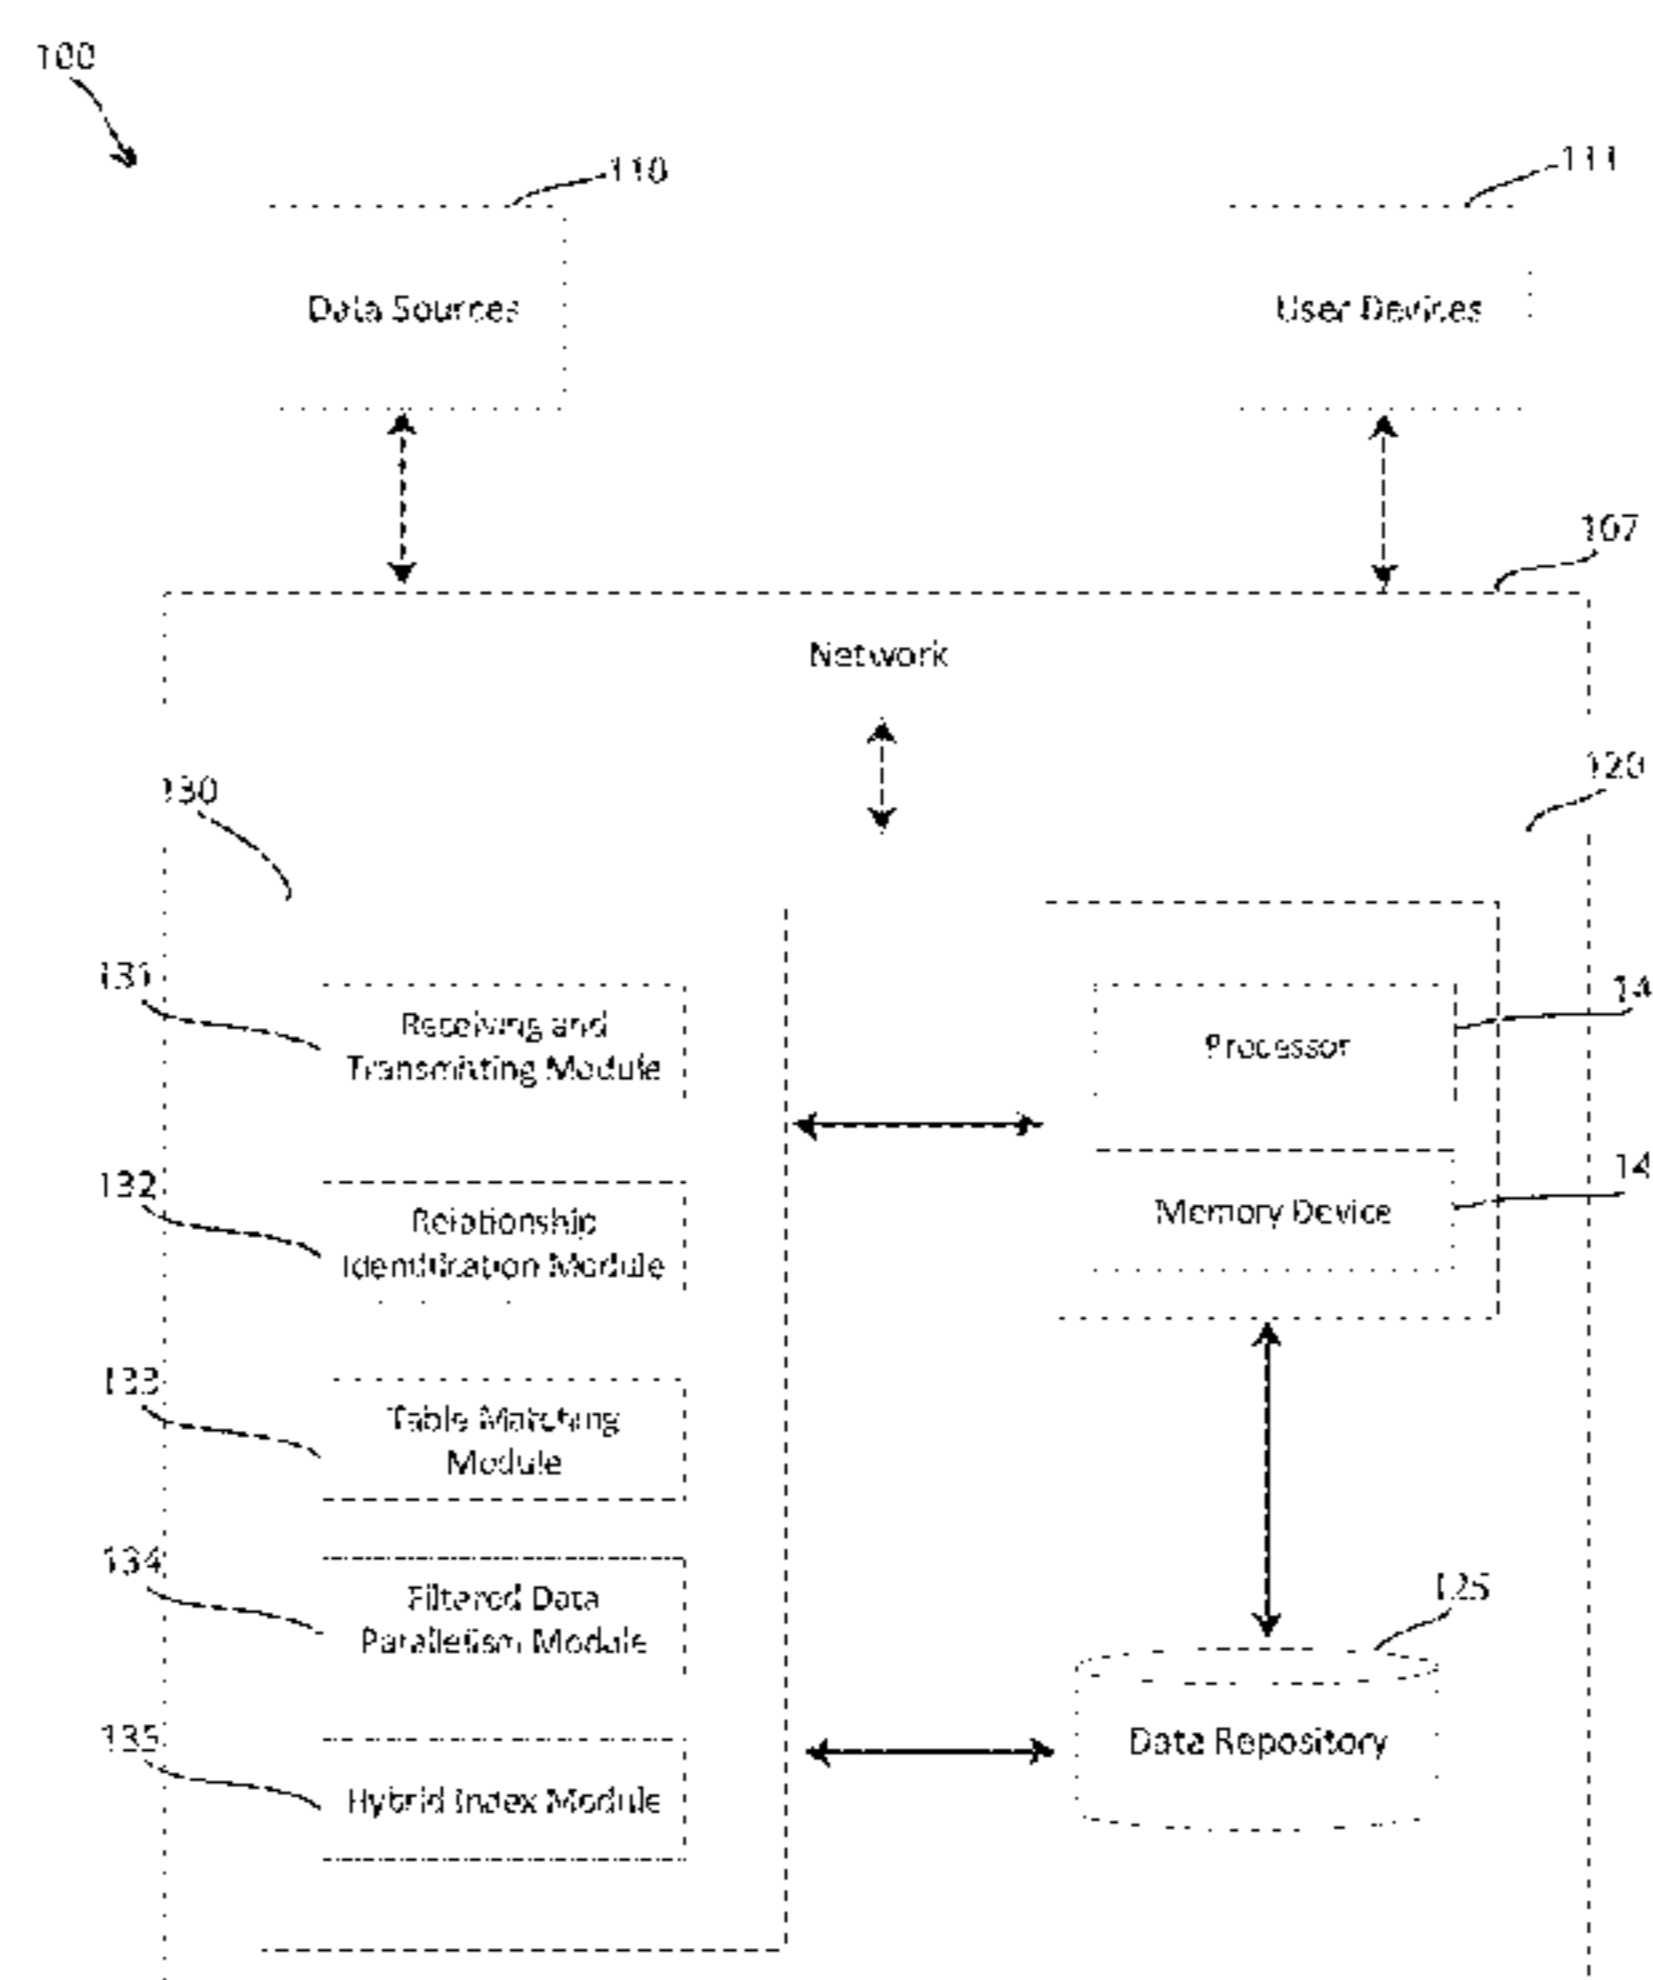 100
110
111
Data Sources
User Devices
107
Network
120
130
131
Receiving and
Transmitting Module
14
Processor
132
Relationship
Identification Module
14
Memory Device
133
Table Matching
Module
134
Filtered Data
Parallelism Module
125
135
Hybrid Index Module
Data Repository